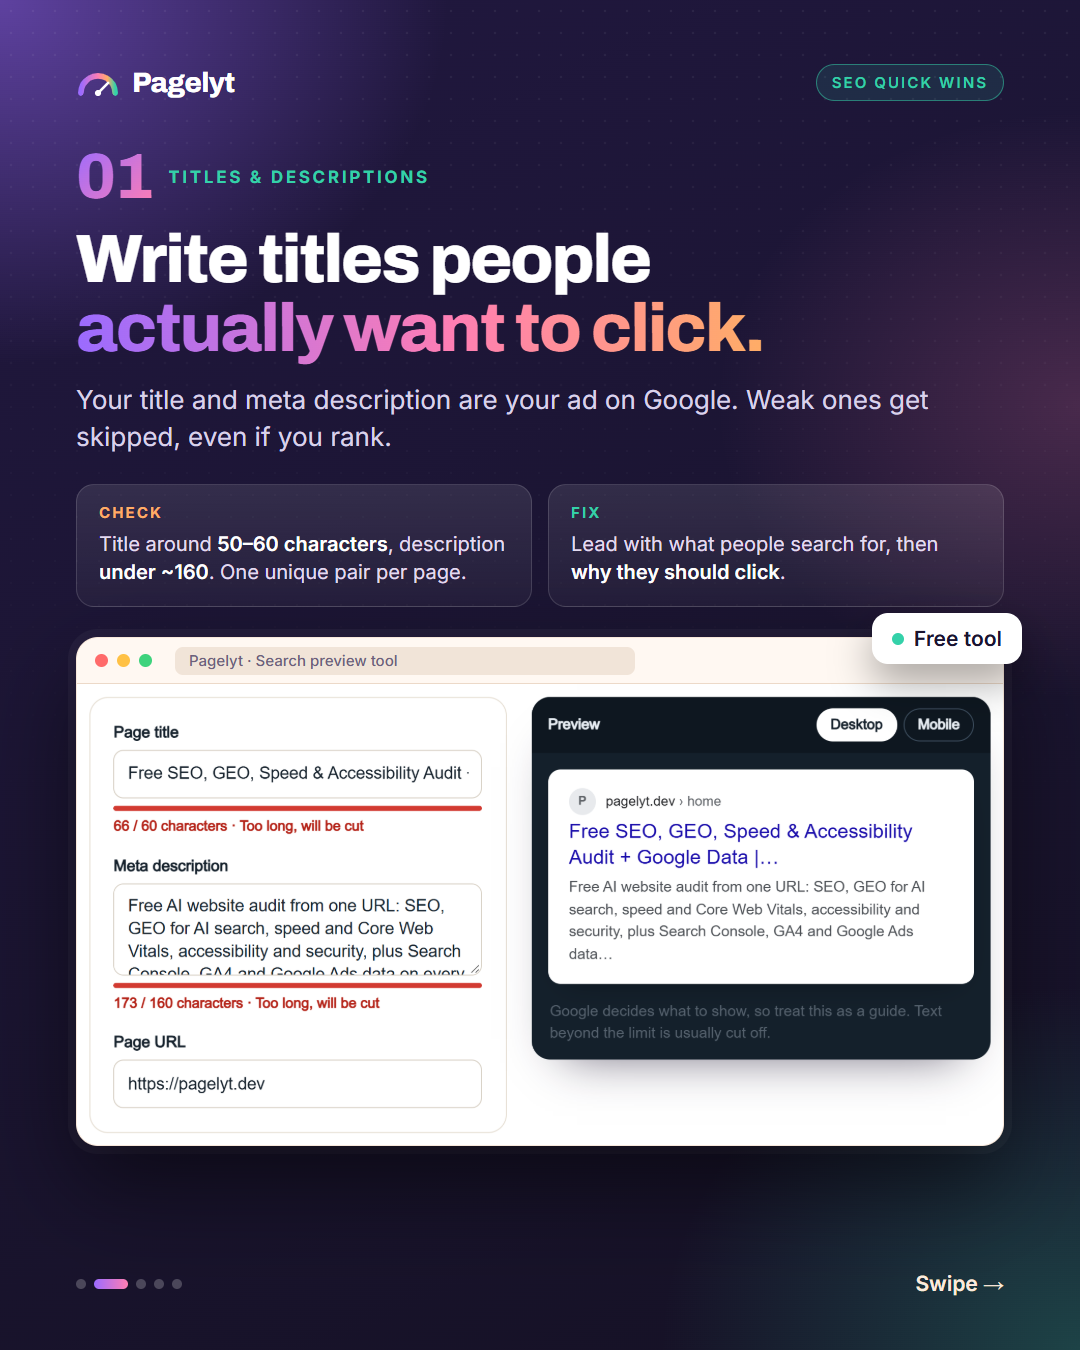 Pagelyt
SEO QUICK WINS
01 TITLES & DESCRIPTIONS
Write titles people
actually want to click.
Your title and meta description are your ad on Google. Weak ones get
skipped, even if you rank.
CHECK
Title around 50–60 characters, description
under ~160. One unique pair per page.
FIX
Lead with what people search for, then
why they should click.
Free tool
Pagelyt · Search preview tool
Page title
Free SEO, GEO, Speed & Accessibility Audit ·
66 / 60 characters · Too long, will be cut
Meta description
Free AI website audit from one URL: SEO,
GEO for AI search, speed and Core Web
Vitals, accessibility and security, plus Search
Console, GA4 and Google Ads data on every
173 / 160 characters · Too long, will be cut
Page URL
https://pagelyt.dev
Preview
Desktop
Mobile
P
pagelyt.dev › home
Free SEO, GEO, Speed & Accessibility
Audit + Google Data |…
Free AI website audit from one URL: SEO, GEO for AI
search, speed and Core Web Vitals, accessibility and
security, plus Search Console, GA4 and Google Ads
data…
Google decides what to show, so treat this as a guide. Text
beyond the limit is usually cut off.
Swipe →